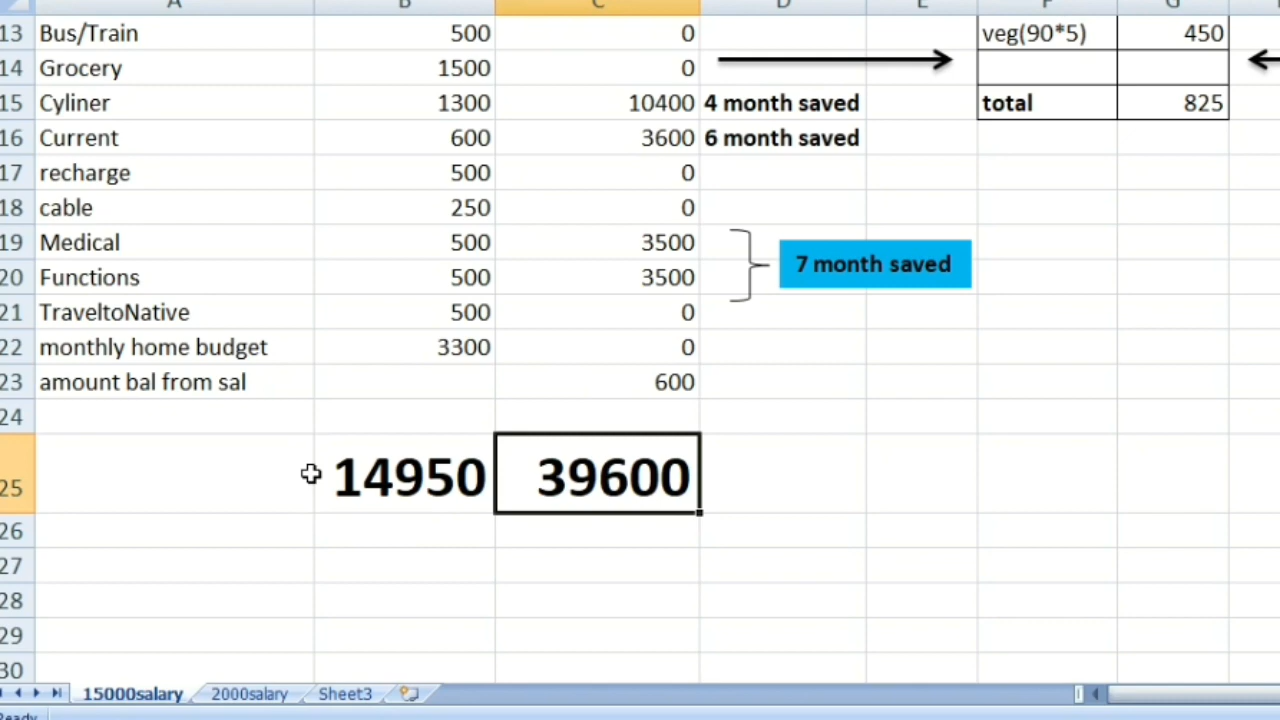 A B C D E F G
13 Bus/Train 500 0 veg(90*5) 450
14 Grocery 1500 0
15 Cyliner 1300 10400 4 month saved total 825
16 Current 600 3600 6 month saved
17 recharge 500 0
18 cable 250 0
19 Medical 500 3500
7 month saved
20 Functions 500 3500
21 TraveltoNative 500 0
22 monthly home budget 3300 0
23 amount bal from sal 600
24
25 14950 39600
26
27
28
29
30
15000salary 2000salary Sheet3
Ready